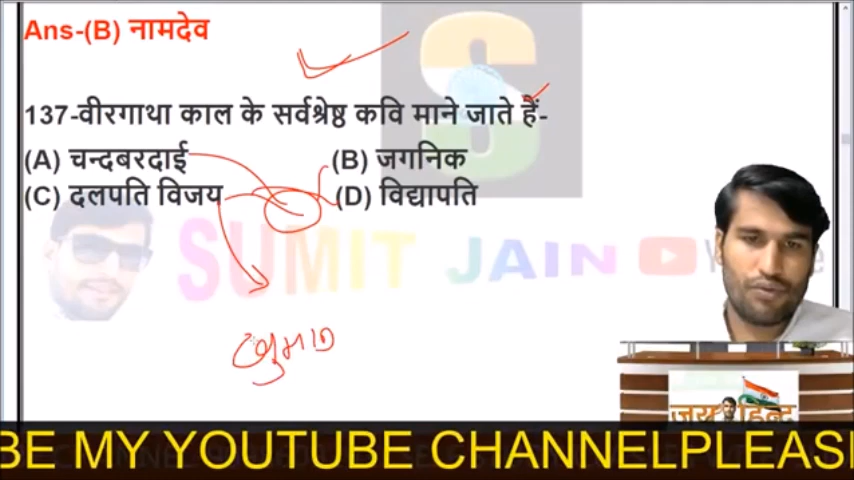 Ans-(B) नामदेव
137-वीरगाथा काल के सर्वश्रेष्ठ कवि माने जाते हैं-
(A) चन्दबरदाई (B) जगनिक
(C) दलपति विजय (D) विद्यापति
SUMIT JAIN
जय हिन्द
BE MY YOUTUBE CHANNELPLEAS